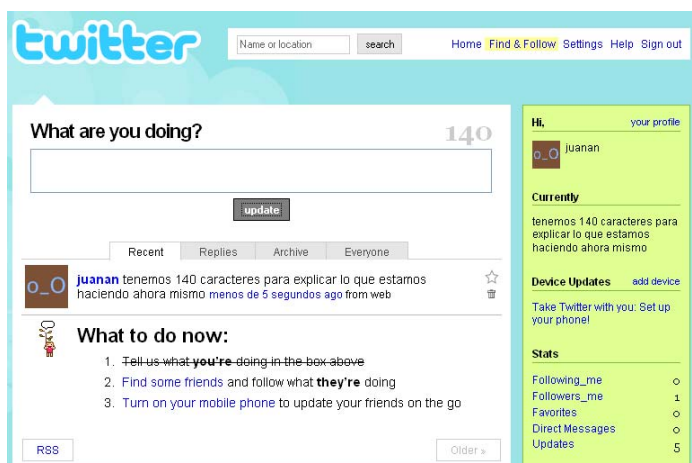 twitter
Name or location
search
Home Find & Follow Settings Help Sign out
What are you doing?
140
update
Recent Replies Archive Everyone
o_O
juanan tenemos 140 caracteres para explicar lo que estamos
haciendo ahora mismo menos de 5 segundos ago from web
What to do now:
1. Tell us what you're doing in the box above
2. Find some friends and follow what they're doing
3. Turn on your mobile phone to update your friends on the go
RSS
Older »
Hi,
your profile
o_O
juanan
Currently
tenemos 140 caracteres para
explicar lo que estamos
haciendo ahora mismo
Device Updates add device
Take Twitter with you: Set up
your phone!
Stats
Following_me 0
Followers_me 1
Favorites 0
Direct Messages 0
Updates 5